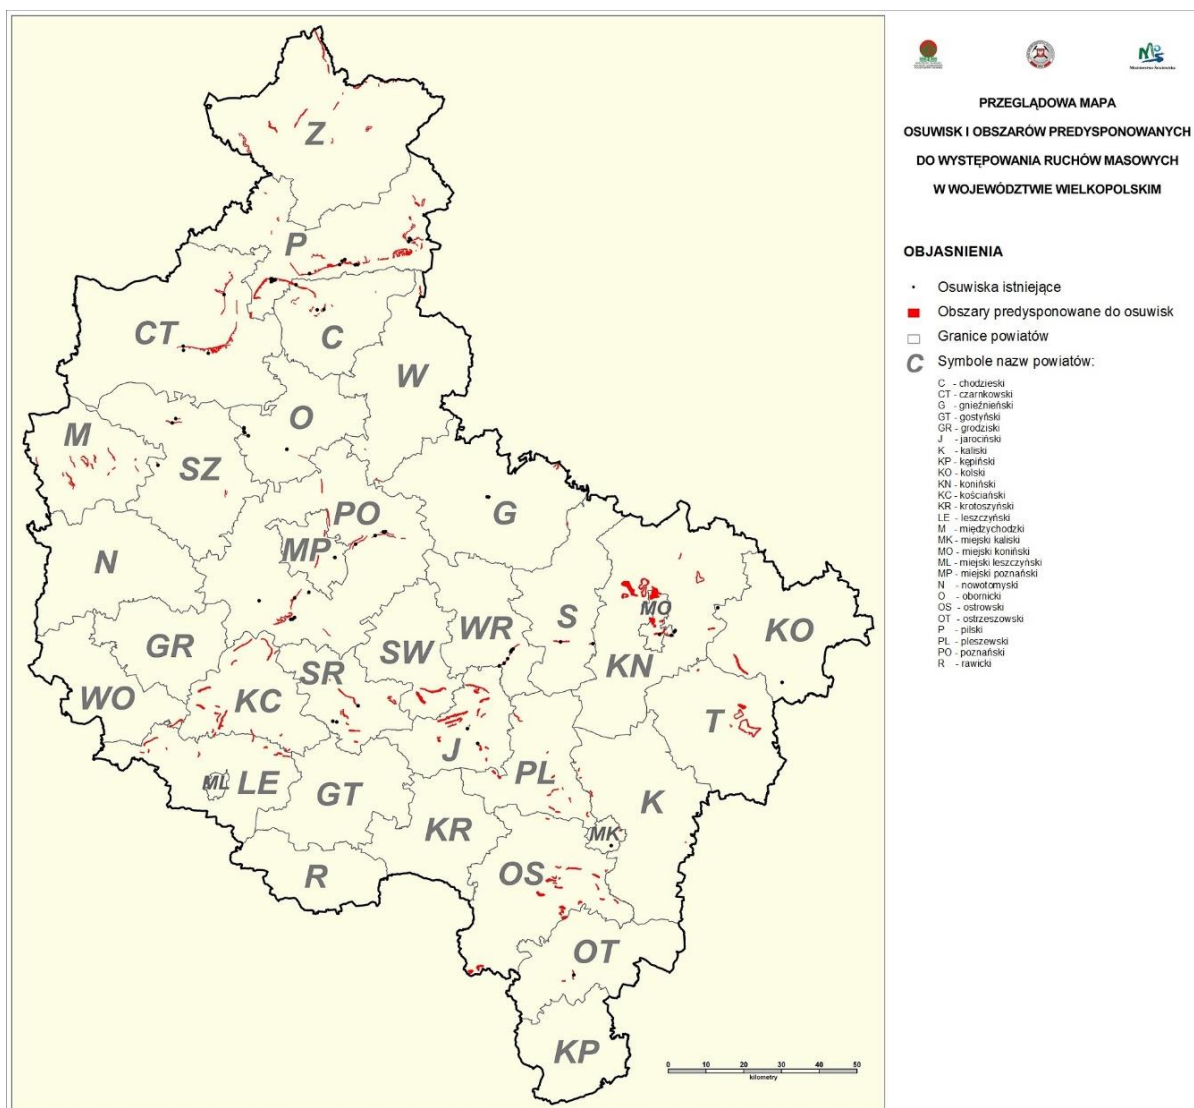 PRZEGLĄDOWA MAPA
OSUWISK I OBSZARÓW PREDYSPONOWANYCH
DO WYSTĘPOWANIA RUCHÓW MASOWYCH
W WOJEWÓDZTWIE WIELKOPOLSKIM
OBJASNIENIA
Osuwiska istniejące
Obszary predysponowane do osuwisk
Granice powiatów
C Symbole nazw powiatów:
C - chodzieski
CT - czarnkowski
G - gnieźnieński
GT - gostyński
GR - grodziski
J - jarociński
K - kaliski
KP - kępiński
KO - kolski
KN - koniński
KC - kościański
KR - krotoszyński
LE - leszczyński
M - międzychodzki
MK - miejski kaliski
MO - miejski koniński
ML - miejski leszczyński
MP - miejski poznański
N - nowotomyski
O - obornicki
OS - ostrowski
OT - ostrzeszowski
P - pilski
PL - pleszewski
PO - poznański
R - rawicki
Z
P
CT
C
W
O
M
SZ
PO
G
MP
N
MO
S
WR
KO
GR
SW
SR
KN
KC
WO
T
J
PL
ML
LE
GT
K
KR
MK
R
OS
OT
KP
0 10 20 30 40 50
kilometry